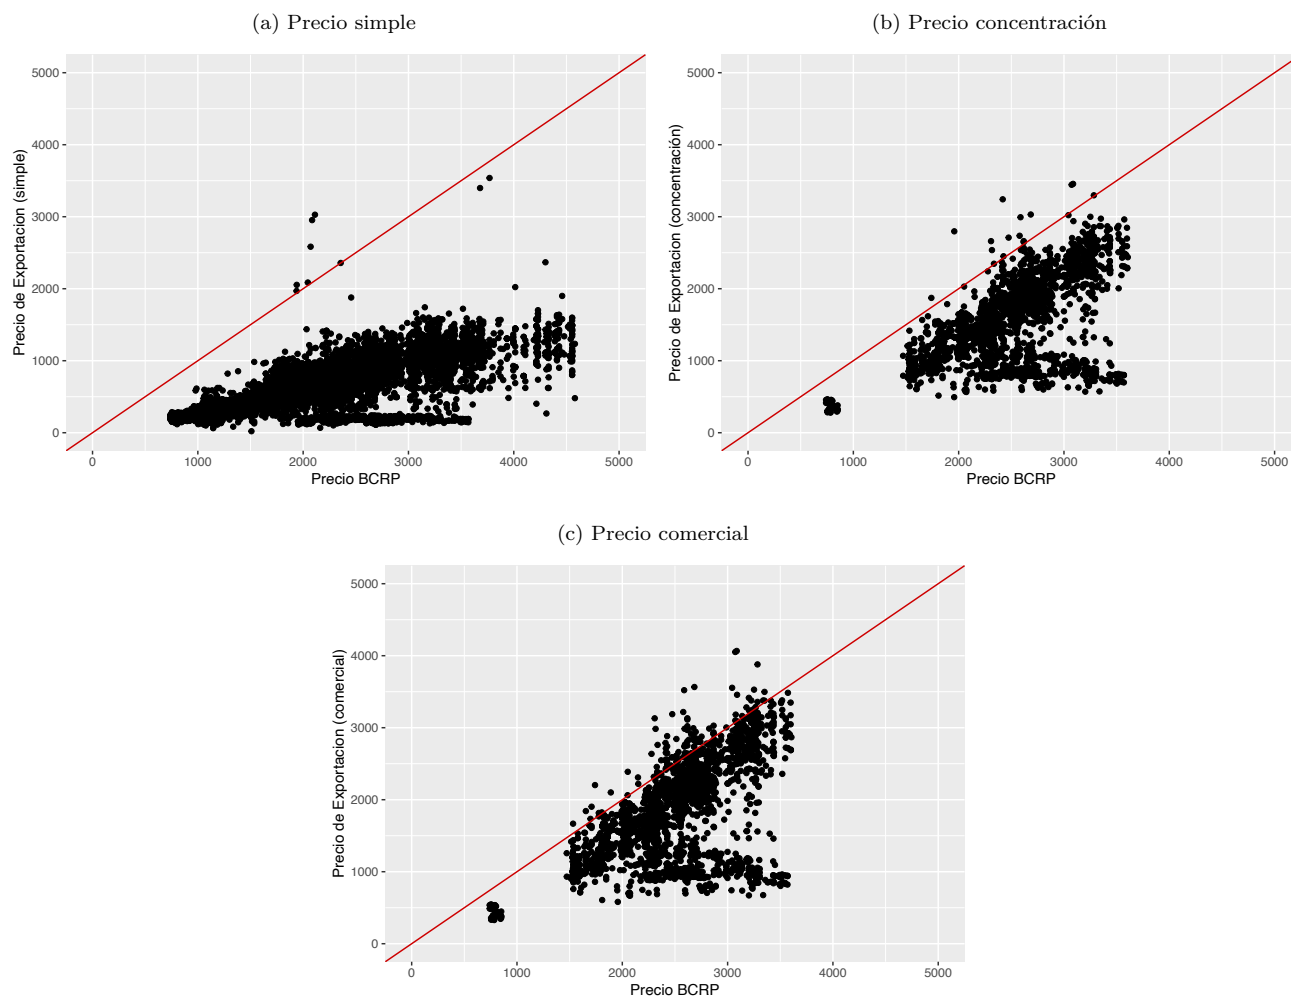 (a) Precio simple
5000
4000
3000
2000
1000
0
Precio de Exportacion (simple)
0 1000 2000 3000 4000 5000
Precio BCRP
(b) Precio concentración
5000
4000
3000
2000
1000
0
Precio de Exportacion (concentración)
0 1000 2000 3000 4000 5000
Precio BCRP
(c) Precio comercial
5000
4000
3000
2000
1000
0
Precio de Exportacion (comercial)
0 1000 2000 3000 4000 5000
Precio BCRP